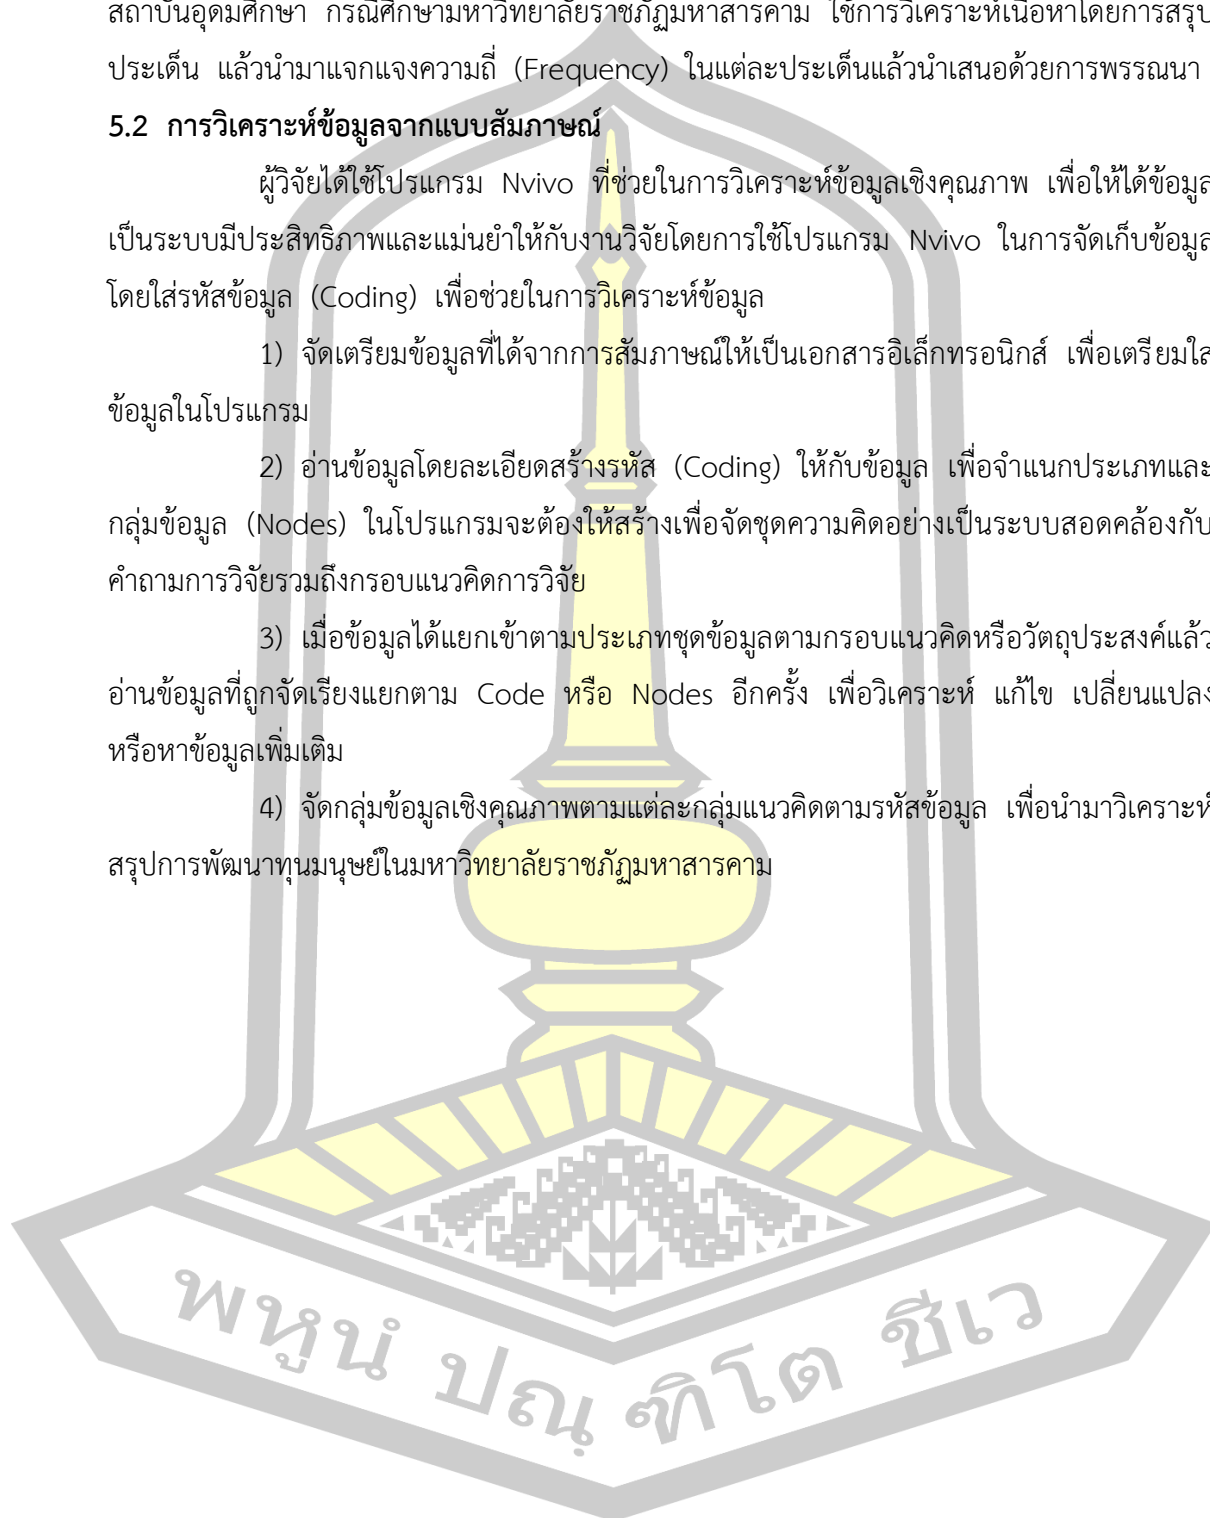 สถาบันอุดมศึกษา กรณีศึกษามหาวิทยาลัยราชภัฏมหาสารคาม ใช้การวิเคราะห์เนื้อหาโดยการสรุป
ประเด็น แล้วนำมาแจกแจงความถี่ (Frequency) ในแต่ละประเด็นแล้วนำเสนอด้วยการพรรณนา
5.2 การวิเคราะห์ข้อมูลจากแบบสัมภาษณ์
ผู้วิจัยได้ใช้โปรแกรม Nvivo ที่ช่วยในการวิเคราะห์ข้อมูลเชิงคุณภาพ เพื่อให้ได้ข้อมูล
เป็นระบบมีประสิทธิภาพและแม่นยำให้กับงานวิจัยโดยการใช้โปรแกรม Nvivo ในการจัดเก็บข้อมูล
โดยใส่รหัสข้อมูล (Coding) เพื่อช่วยในการวิเคราะห์ข้อมูล
1) จัดเตรียมข้อมูลที่ได้จากการสัมภาษณ์ให้เป็นเอกสารอิเล็กทรอนิกส์ เพื่อเตรียมใส
ข้อมูลในโปรแกรม
2) อ่านข้อมูลโดยละเอียดสร้างรหัส (Coding) ให้กับข้อมูล เพื่อจำแนกประเภทและ
กลุ่มข้อมูล (Nodes) ในโปรแกรมจะต้องให้สร้างเพื่อจัดชุดความคิดอย่างเป็นระบบสอดคล้องกับ
คำถามการวิจัยรวมถึงกรอบแนวคิดการวิจัย
3) เมื่อข้อมูลได้แยกเข้าตามประเภทชุดข้อมูลตามกรอบแนวคิดหรือวัตถุประสงค์แล้ว
อ่านข้อมูลที่ถูกจัดเรียงแยกตาม Code หรือ Nodes อีกครั้ง เพื่อวิเคราะห์ แก้ไข เปลี่ยนแปลง
หรือหาข้อมูลเพิ่มเติม
4) จัดกลุ่มข้อมูลเชิงคุณภาพตามแต่ละกลุ่มแนวคิดตามรหัสข้อมูล เพื่อนำมาวิเคราะห์
สรุปการพัฒนาทุนมนุษย์ในมหาวิทยาลัยราชภัฏมหาสารคาม
พหูนํ ปณฺฑิโต ชีเว